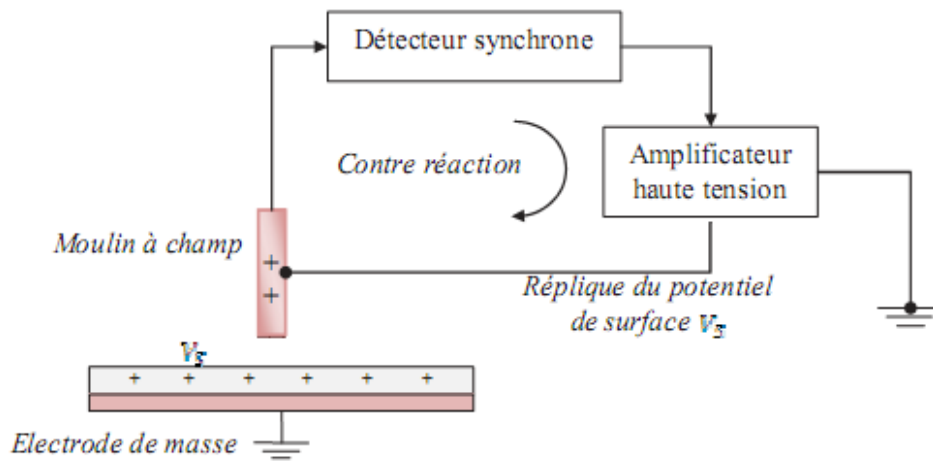 Détecteur synchrone
Contre réaction
Amplificateur
haute tension
Moulin à champ
+
+
Réplique du potentiel
de surface Vs
Vs
+ + + + + +
Electrode de masse